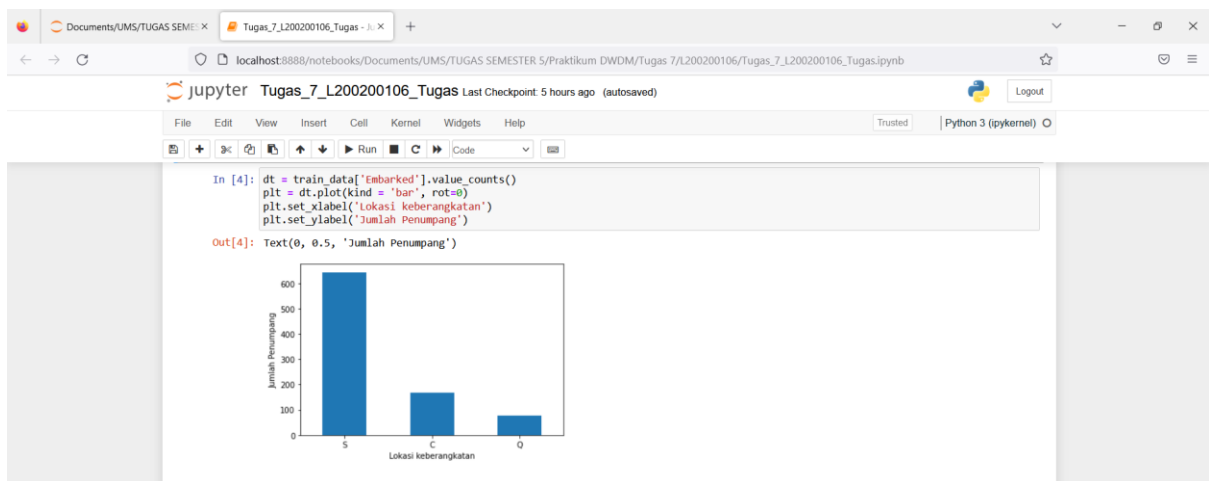 Documents/UMS/TUGAS SEMES
Tugas_7_L200200106_Tugas - Ju
localhost:8888/notebooks/Documents/UMS/TUGAS SEMESTER 5/Praktikum DWDM/Tugas 7/L200200106/Tugas_7_L200200106_Tugas.ipynb
jupyter Tugas_7_L200200106_Tugas Last Checkpoint: 5 hours ago (autosaved)
Logout
File Edit View Insert Cell Kernel Widgets Help
Trusted
Python 3 (ipykernel)
Run
Code
In [4]: dt = train_data['Embarked'].value_counts()
plt = dt.plot(kind = 'bar', rot=0)
plt.set_xlabel('Lokasi keberangkatan')
plt.set_ylabel('Jumlah Penumpang')
Out[4]: Text(0, 0.5, 'Jumlah Penumpang')
600
500
400
300
200
100
0
Jumlah Penumpang
S C Q
Lokasi keberangkatan